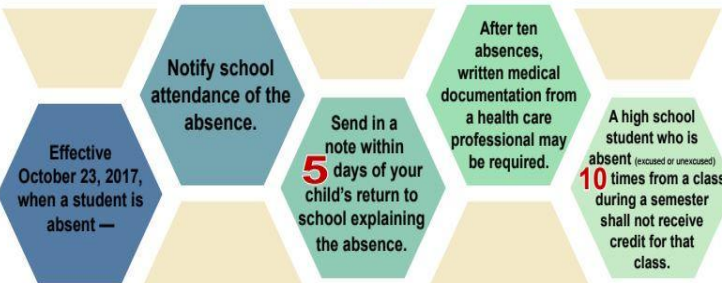 Effective
October 23, 2017,
when a student is
absent —
Notify school
attendance of the
absence.
Send in a
note within
5 days of your
child's return to
school explaining
the absence.
After ten
absences,
written medical
documentation from
a health care
professional may
be required.
A high school
student who is
absent (excused or unexcused)
10 times from a class
during a semester
shall not receive
credit for that
class.